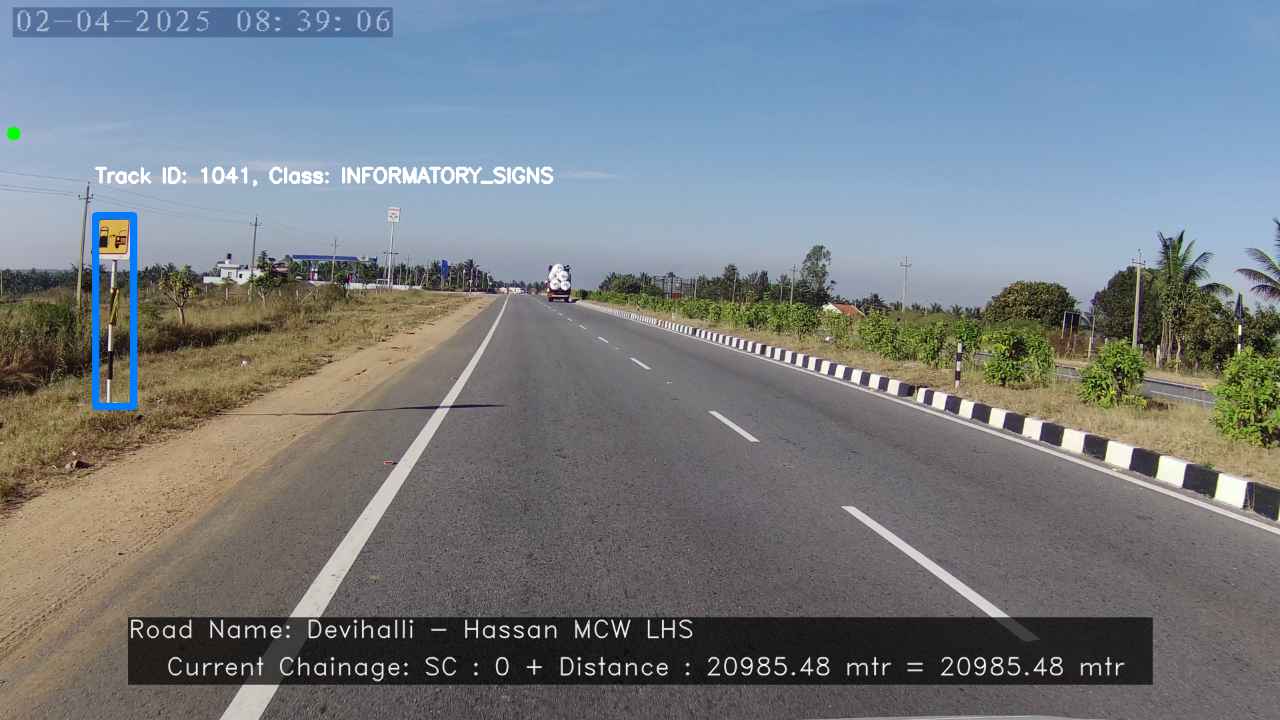 02-04-2025 08:39:06
Track ID: 1041, Class: INFORMATORY_SIGNS
Road Name: Devihalli - Hassan MCW LHS
Current Chainage: SC : 0 + Distance : 20985.48 mtr = 20985.48 mtr